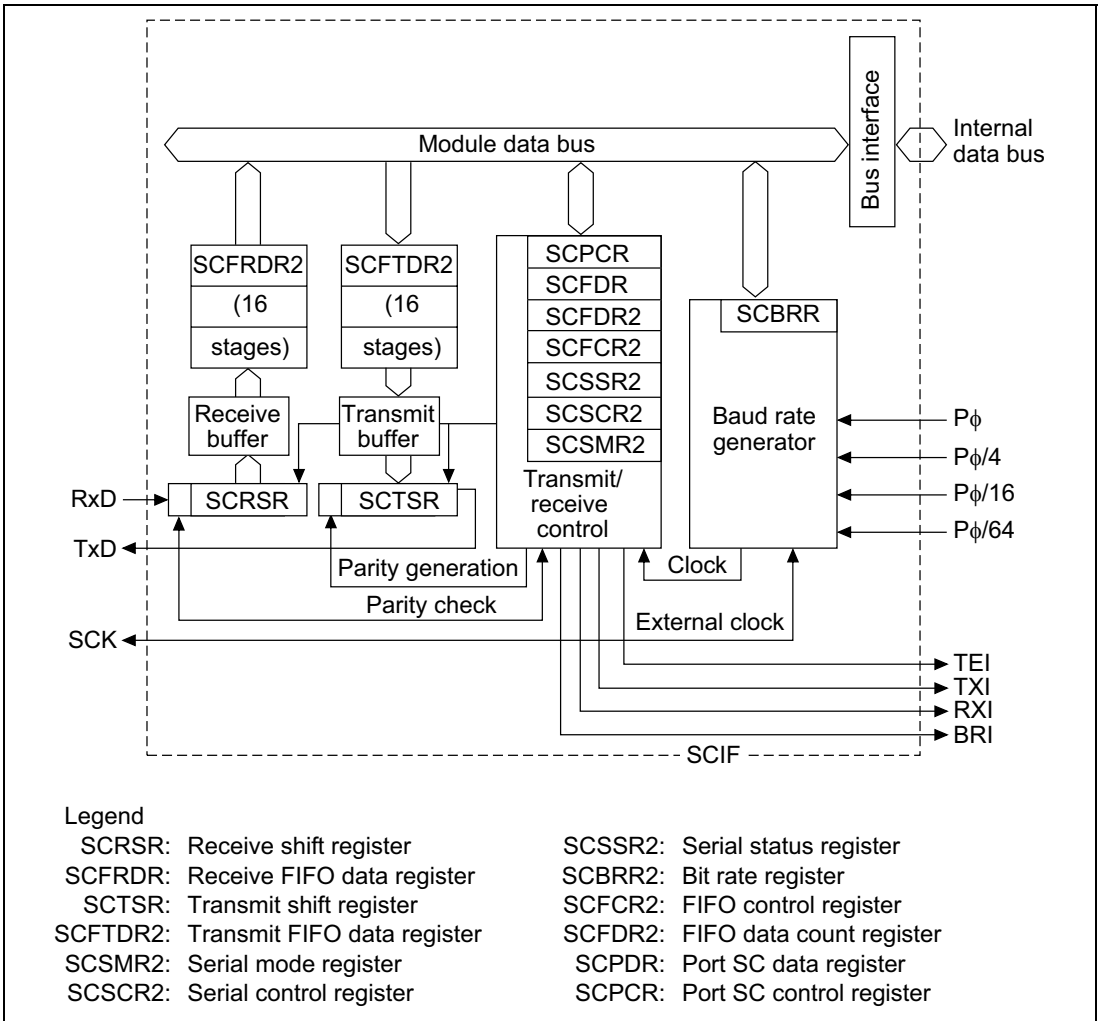 Bus interface
Internal
data bus
Module data bus
SCFRDR2
(16
stages)
SCFTDR2
(16
stages)
SCPCR
SCFDR
SCFDR2
SCFCR2
SCSSR2
SCSCR2
SCSMR2
Transmit/
receive
control
SCBRR
Baud rate
generator
Receive
buffer
Transmit
buffer
SCRSR
SCTSR
RxD
TxD
SCK
Pϕ
Pϕ/4
Pϕ/16
Pϕ/64
Parity generation
Parity check
Clock
External clock
TEI
TXI
RXI
BRI
SCIF
Legend
SCRSR: Receive shift register
SCFRDR: Receive FIFO data register
SCTSR: Transmit shift register
SCFTDR2: Transmit FIFO data register
SCSMR2: Serial mode register
SCSCR2: Serial control register
SCSSR2: Serial status register
SCBRR2: Bit rate register
SCFCR2: FIFO control register
SCFDR2: FIFO data count register
SCPDR: Port SC data register
SCPCR: Port SC control register